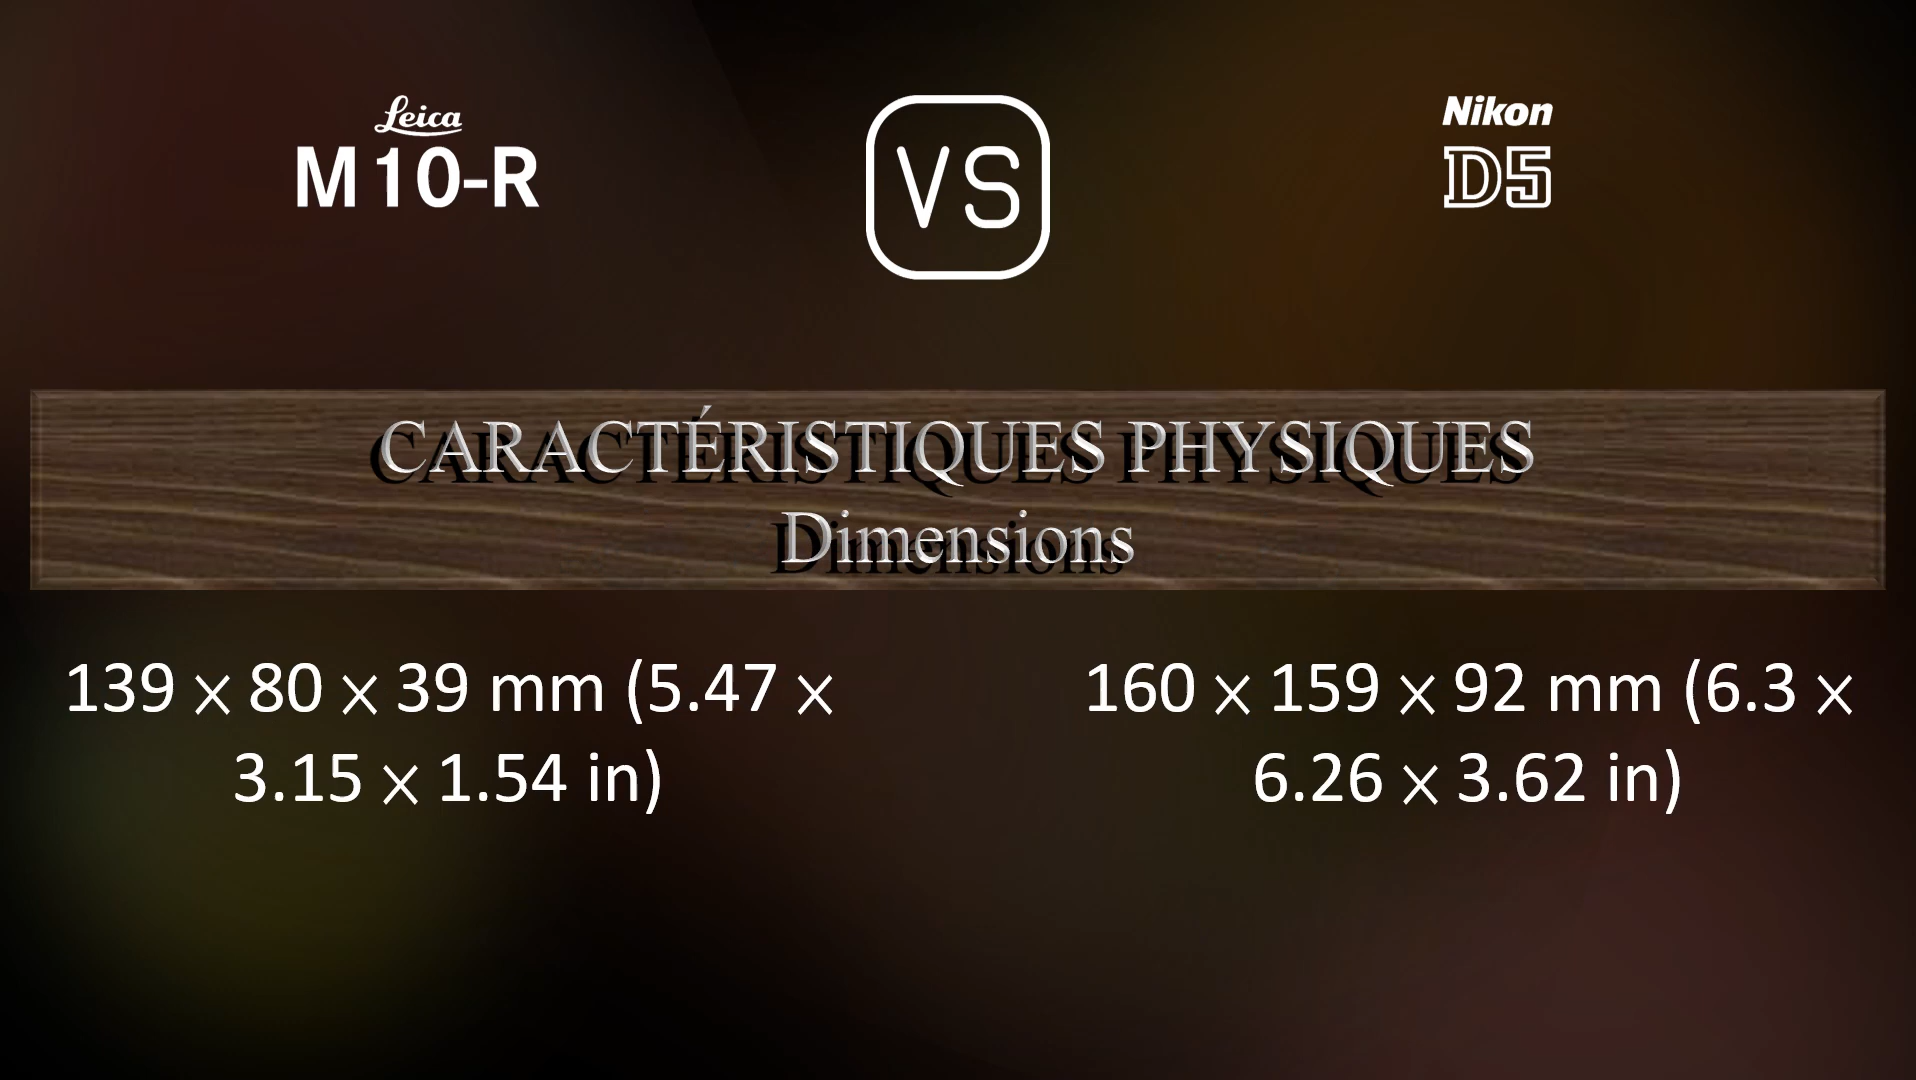 Leica
M10-R
VS
Nikon
D5
CARACTÉRISTIQUES PHYSIQUES
Dimensions
139 x 80 x 39 mm (5.47 x
3.15 x 1.54 in)
160 x 159 x 92 mm (6.3 x
6.26 x 3.62 in)